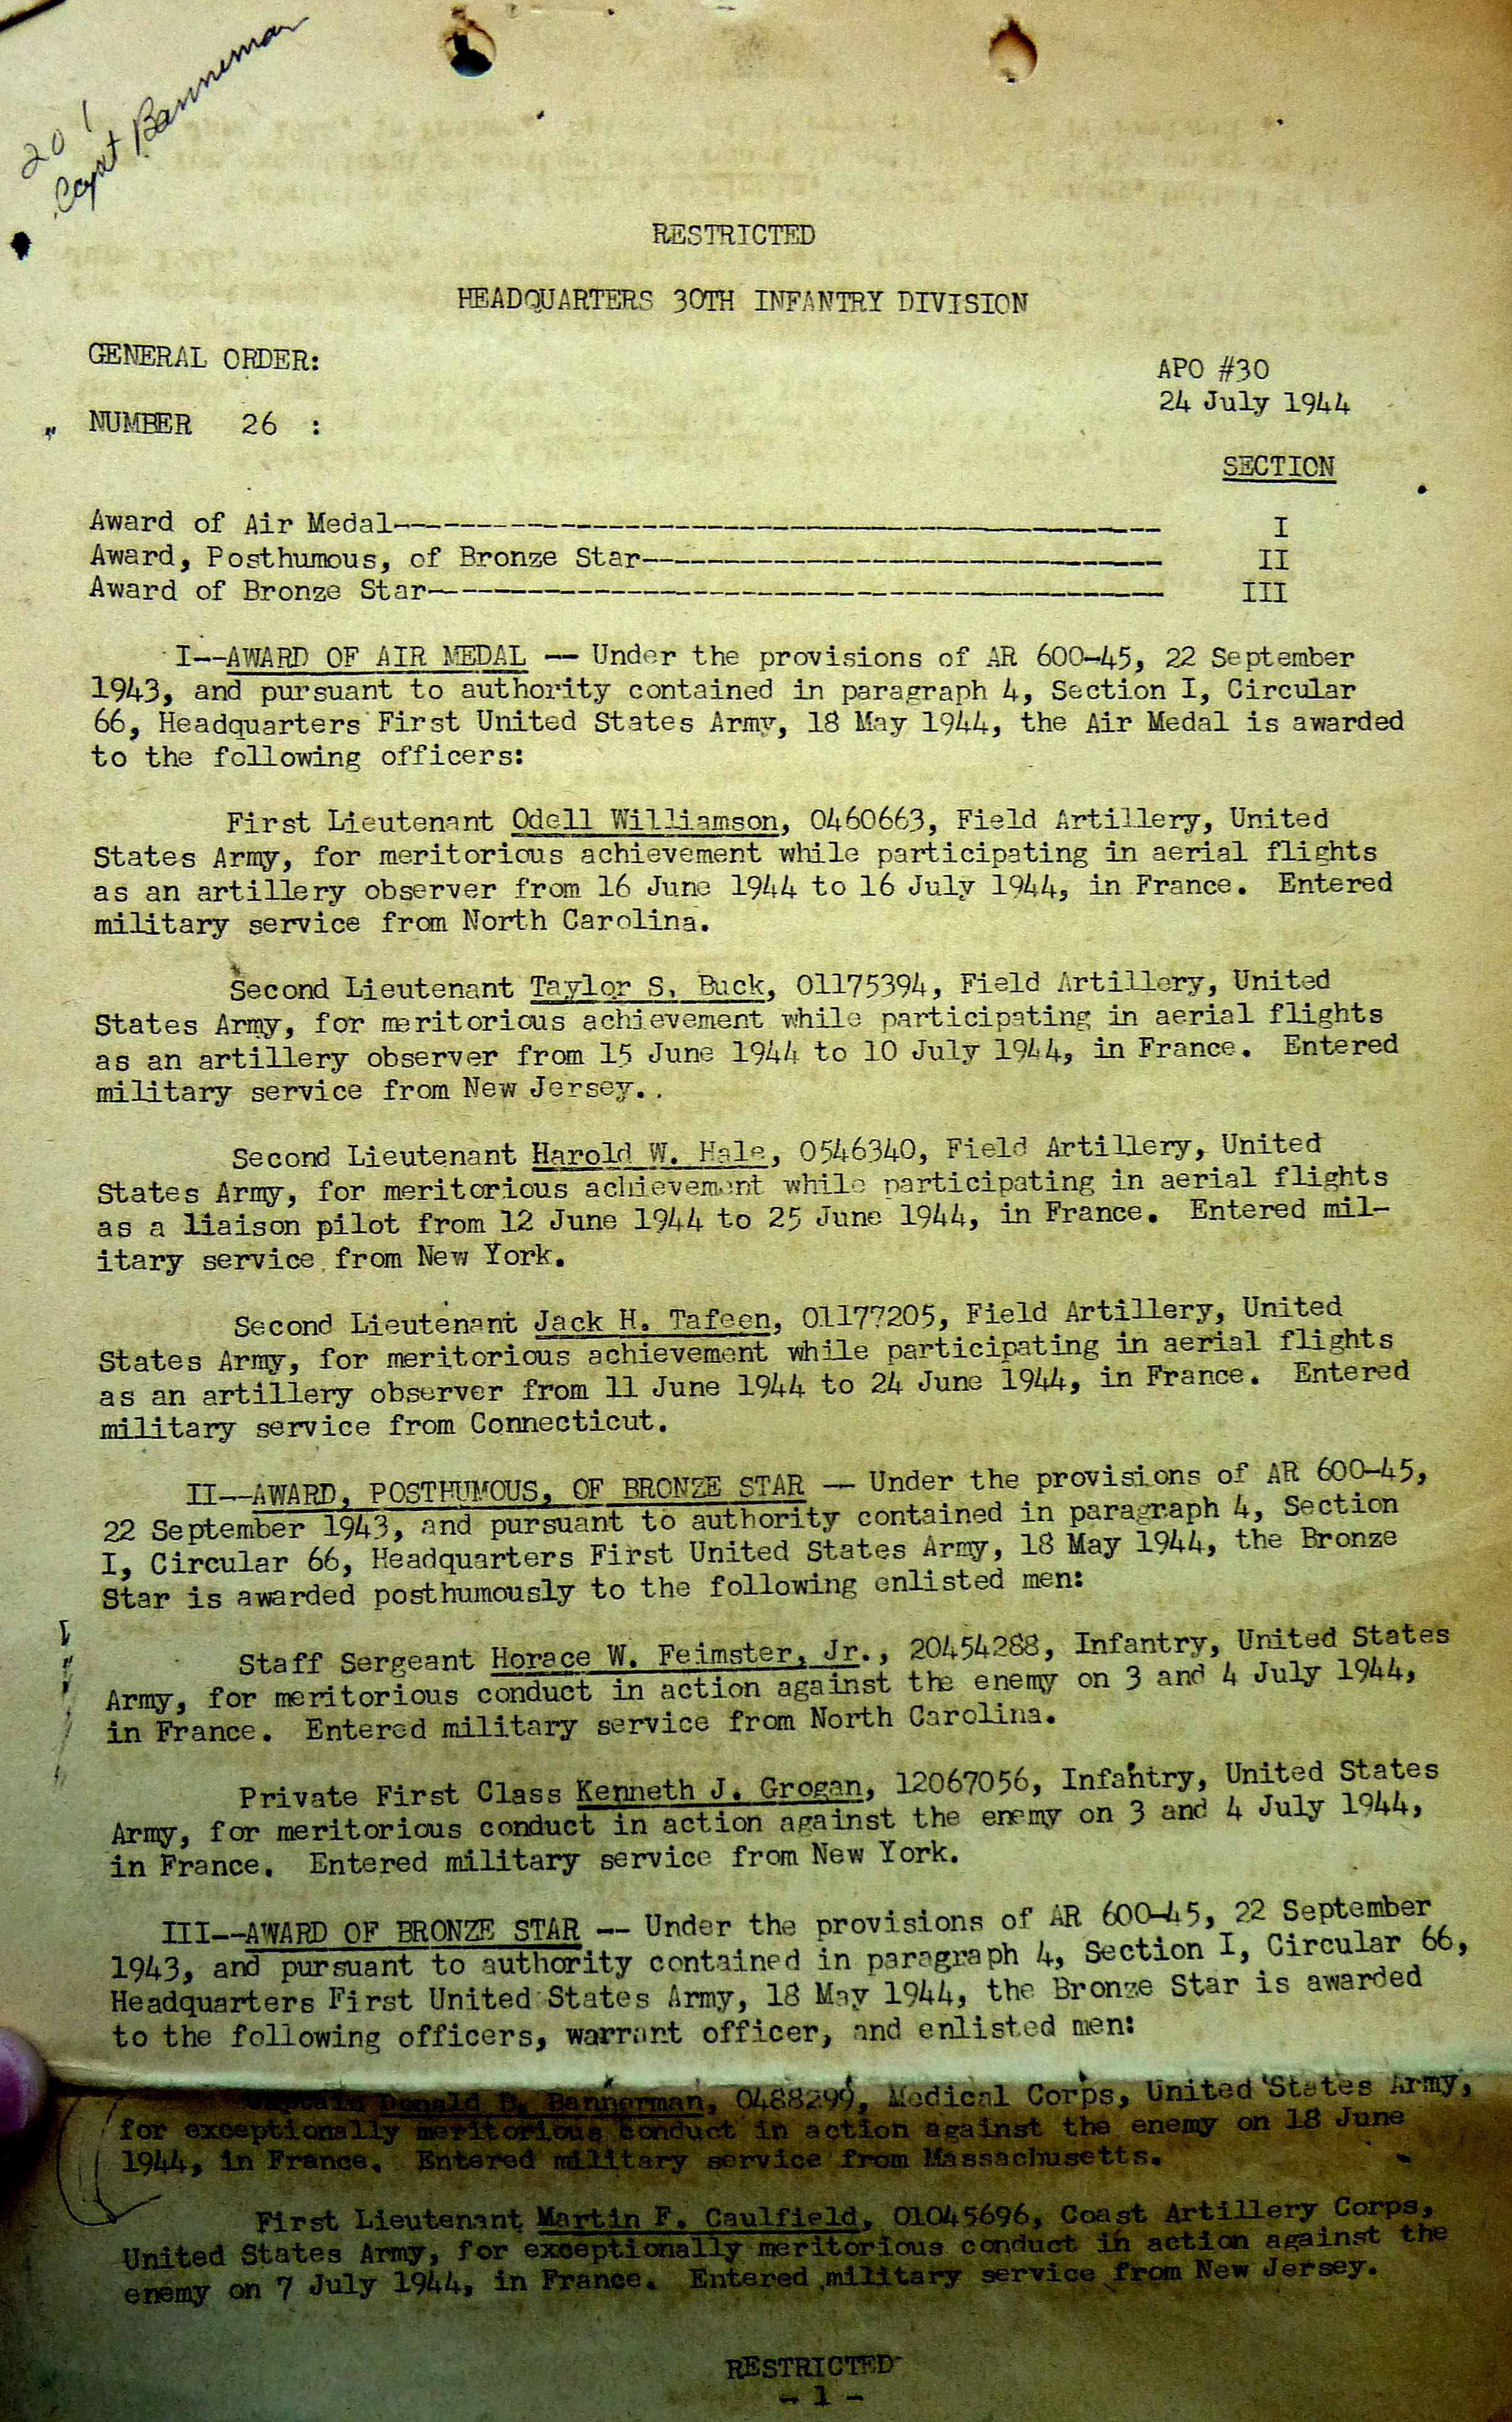 201
Capt Bannerman
RESTRICTED
HEADQUARTERS 30TH INFANTRY DIVISION
GENERAL ORDER:
APO #30
24 July 1944
NUMBER 26 :
SECTION
Award of Air Medal------------------------------------------------ I
Award, Posthumous, of Bronze Star-------------------------------- II
Award of Bronze Star---------------------------------------------- III
I--AWARD OF AIR MEDAL -- Under the provisions of AR 600-45, 22 September
1943, and pursuant to authority contained in paragraph 4, Section I, Circular
66, Headquarters First United States Army, 18 May 1944, the Air Medal is awarded
to the following officers:
First Lieutenant Odell Williamson, 0460663, Field Artillery, United
States Army, for meritorious achievement while participating in aerial flights
as an artillery observer from 16 June 1944 to 16 July 1944, in France. Entered
military service from North Carolina.
Second Lieutenant Taylor S. Buck, 01175394, Field Artillery, United
States Army, for meritorious achievement while participating in aerial flights
as an artillery observer from 15 June 1944 to 10 July 1944, in France. Entered
military service from New Jersey..
Second Lieutenant Harold W. Hale, 0546340, Field Artillery, United
States Army, for meritorious achievement while participating in aerial flights
as a liaison pilot from 12 June 1944 to 25 June 1944, in France. Entered mil-
itary service from New York.
Second Lieutenant Jack H. Tafeen, 01177205, Field Artillery, United
States Army, for meritorious achievement while participating in aerial flights
as an artillery observer from 11 June 1944 to 24 June 1944, in France. Entered
military service from Connecticut.
II--AWARD, POSTHUMOUS, OF BRONZE STAR -- Under the provisions of AR 600-45,
22 September 1943, and pursuant to authority contained in paragraph 4, Section
I, Circular 66, Headquarters First United States Army, 18 May 1944, the Bronze
Star is awarded posthumously to the following enlisted men:
Staff Sergeant Horace W. Feimster, Jr., 20454288, Infantry, United States
Army, for meritorious conduct in action against the enemy on 3 and 4 July 1944,
in France. Entered military service from North Carolina.
Private First Class Kenneth J. Grogan, 12067056, Infantry, United States
Army, for meritorious conduct in action against the enemy on 3 and 4 July 1944,
in France. Entered military service from New York.
III--AWARD OF BRONZE STAR -- Under the provisions of AR 600-45, 22 September
1943, and pursuant to authority contained in paragraph 4, Section I, Circular 66,
Headquarters First United States Army, 18 May 1944, the Bronze Star is awarded
to the following officers, warrant officer, and enlisted men:
Captain Donald B. Bannerman, 0488299, Medical Corps, United States Army,
for exceptionally meritorious conduct in action against the enemy on 18 June
1944, in France. Entered military service from Massachusetts.
First Lieutenant Martin F. Caulfield, 01045696, Coast Artillery Corps,
United States Army, for exceptionally meritorious conduct in action against the
enemy on 7 July 1944, in France. Entered military service from New Jersey.
RESTRICTED
- 1 -